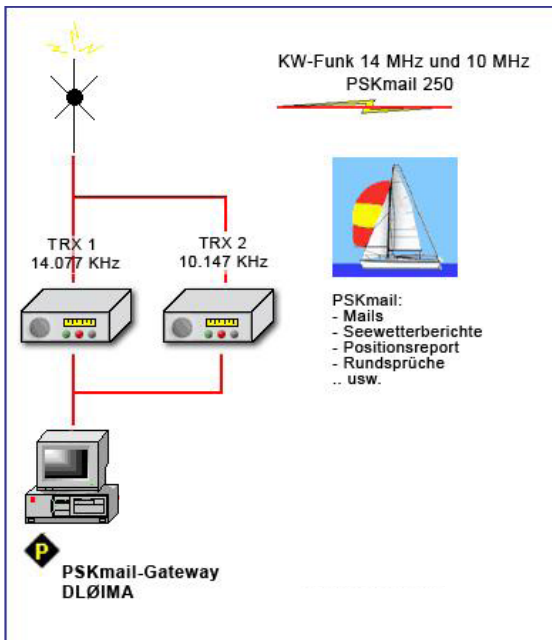 KW-Funk 14 MHz und 10 MHz
PSKmail 250
TRX 1
14.077 KHz
TRX 2
10.147 KHz
PSKmail:
- Mails
- Seewetterberichte
- Positionsreport
- Rundsprüche
.. usw.
P
PSKmail-Gateway
DLØIMA